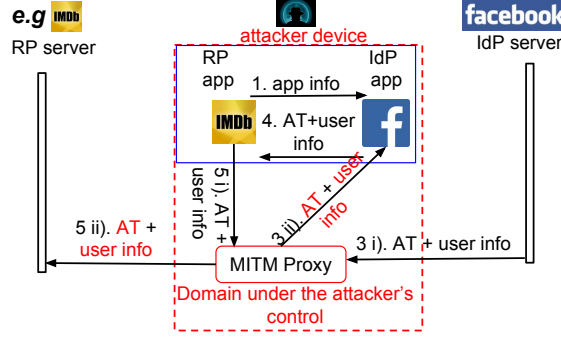 e.g IMDb
RP server
attacker device
facebook
IdP server
RP
app
IdP
app
1. app info
IMDb
f
4. AT+user
info
5 i). AT +
user info
3 ii). AT + user
info
5 ii). AT +
user info
3 i). AT + user info
MITM Proxy
Domain under the attacker's
control